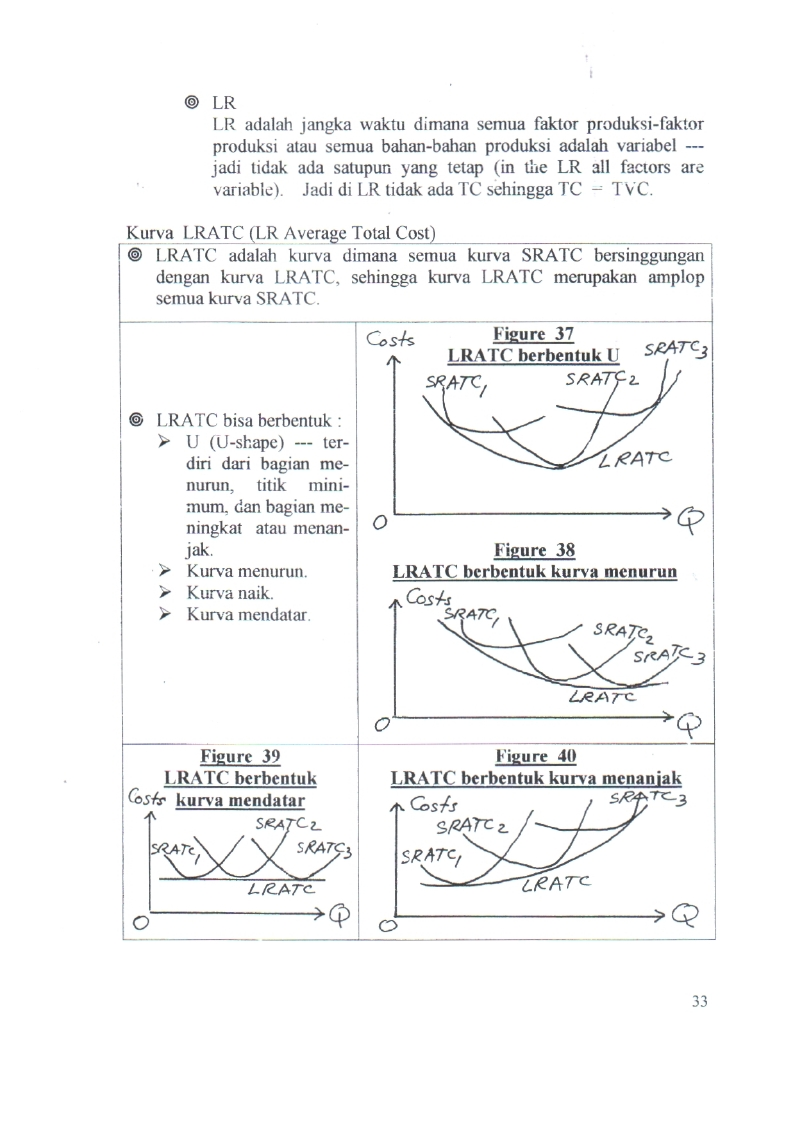 ◎ LR
LR adalah jangka waktu dimana semua faktor produksi-faktor
produksi atau semua bahan-bahan produksi adalah variabel ---
jadi tidak ada satupun yang tetap (in the LR all factors are
variable). Jadi di LR tidak ada TC sehingga TC = TVC.
Kurva LRATC (LR Average Total Cost)
◎ LRATC adalah kurva dimana semua kurva SRATC bersinggungan
dengan kurva LRATC, sehingga kurva LRATC merupakan amplop
semua kurva SRATC.
◎ LRATC bisa berbentuk :
➢ U (U-shape) --- ter-
diri dari bagian me-
nurun, titik mini-
mum, dan bagian me-
ningkat atau menan-
jak.
➢ Kurva menurun.
➢ Kurva naik.
➢ Kurva mendatar.
Figure 37
LRATC berbentuk U
Costs
SRATC1
SRATC2
SRATC3
LRATC
O
Q
Figure 38
LRATC berbentuk kurva menurun
Costs
SRATC1
SRATC2
SRATC3
LRATC
O
Q
Figure 39
LRATC berbentuk
kurva mendatar
Costs
SRATC2
SRATC1
SRATC3
LRATC
O
Q
Figure 40
LRATC berbentuk kurva menanjak
Costs
SRATC3
SRATC2
SRATC1
LRATC
O
Q
33